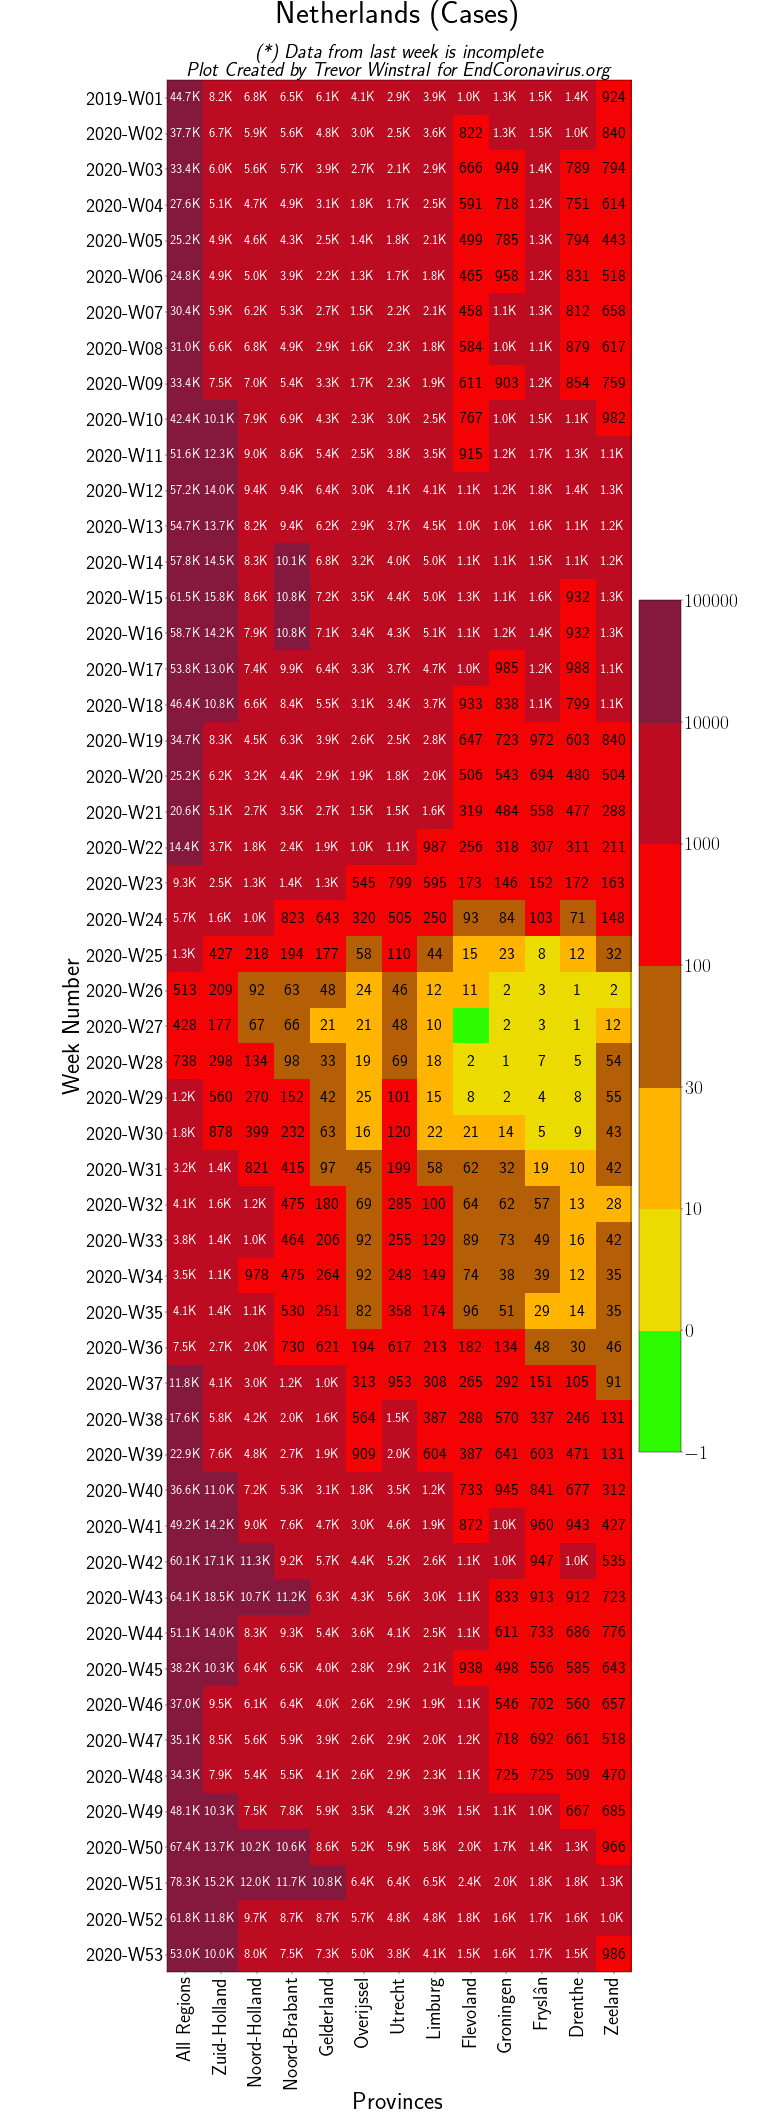 Netherlands (Cases)
(*) Data from last week is incomplete
Plot Created by Trevor Winstral for EndCoronavirus.org
2019-W01 44.7K 8.2K 6.8K 6.5K 6.1K 4.1K 2.9K 3.9K 1.0K 1.3K 1.5K 1.4K 924
2020-W02 37.7K 6.7K 5.9K 5.6K 4.8K 3.0K 2.5K 3.6K 822 1.3K 1.5K 1.0K 840
2020-W03 33.4K 6.0K 5.6K 5.7K 3.9K 2.7K 2.1K 2.9K 666 949 1.4K 789 794
2020-W04 27.6K 5.1K 4.7K 4.9K 3.1K 1.8K 1.7K 2.5K 591 718 1.2K 751 614
2020-W05 25.2K 4.9K 4.6K 4.3K 2.5K 1.4K 1.8K 2.1K 499 785 1.3K 794 443
2020-W06 24.8K 4.9K 5.0K 3.9K 2.2K 1.3K 1.7K 1.8K 465 958 1.2K 831 518
2020-W07 30.4K 5.9K 6.2K 5.3K 2.7K 1.5K 2.2K 2.1K 458 1.1K 1.3K 812 658
2020-W08 31.0K 6.6K 6.8K 4.9K 2.9K 1.6K 2.3K 1.8K 584 1.0K 1.1K 879 617
2020-W09 33.4K 7.5K 7.0K 5.4K 3.3K 1.7K 2.3K 1.9K 611 903 1.2K 854 759
2020-W10 42.4K 10.1K 7.9K 6.9K 4.3K 2.3K 3.0K 2.5K 767 1.0K 1.5K 1.1K 982
2020-W11 51.6K 12.3K 9.0K 8.6K 5.4K 2.5K 3.8K 3.5K 915 1.2K 1.7K 1.3K 1.1K
2020-W12 57.2K 14.0K 9.4K 9.4K 6.4K 3.0K 4.1K 4.1K 1.1K 1.2K 1.8K 1.4K 1.3K
2020-W13 54.7K 13.7K 8.2K 9.4K 6.2K 2.9K 3.7K 4.5K 1.0K 1.0K 1.6K 1.1K 1.2K
2020-W14 57.8K 14.5K 8.3K 10.1K 6.8K 3.2K 4.0K 5.0K 1.1K 1.1K 1.5K 1.1K 1.2K
2020-W15 61.5K 15.8K 8.6K 10.8K 7.2K 3.5K 4.4K 5.0K 1.3K 1.1K 1.6K 932 1.3K
2020-W16 58.7K 14.2K 7.9K 10.8K 7.1K 3.4K 4.3K 5.1K 1.1K 1.2K 1.4K 932 1.3K
2020-W17 53.8K 13.0K 7.4K 9.9K 6.4K 3.3K 3.7K 4.7K 1.0K 985 1.2K 988 1.1K
2020-W18 46.4K 10.8K 6.6K 8.4K 5.5K 3.1K 3.4K 3.7K 933 838 1.1K 799 1.1K
2020-W19 34.7K 8.3K 4.5K 6.3K 3.9K 2.6K 2.5K 2.8K 647 723 972 603 840
2020-W20 25.2K 6.2K 3.2K 4.4K 2.9K 1.9K 1.8K 2.0K 506 543 694 480 504
2020-W21 20.6K 5.1K 2.7K 3.5K 2.7K 1.5K 1.5K 1.6K 319 484 558 477 288
2020-W22 14.4K 3.7K 1.8K 2.4K 1.9K 1.0K 1.1K 987 256 318 307 311 211
2020-W23 9.3K 2.5K 1.3K 1.4K 1.3K 545 799 595 173 146 152 172 163
2020-W24 5.7K 1.6K 1.0K 823 643 320 505 250 93 84 103 71 148
2020-W25 1.3K 427 218 194 177 58 110 44 15 23 8 12 32
2020-W26 513 209 92 63 48 24 46 12 11 2 3 1 2
2020-W27 428 177 67 66 21 21 48 10 2 3 1 12
2020-W28 738 298 134 98 33 19 69 18 2 1 7 5 54
2020-W29 1.2K 560 270 152 42 25 101 15 8 2 4 8 55
2020-W30 1.8K 878 399 232 63 16 120 22 21 14 5 9 43
2020-W31 3.2K 1.4K 821 415 97 45 199 58 62 32 19 10 42
2020-W32 4.1K 1.6K 1.2K 475 180 69 285 100 64 62 57 13 28
2020-W33 3.8K 1.4K 1.0K 464 206 92 255 129 89 73 49 16 42
2020-W34 3.5K 1.1K 978 475 264 92 248 149 74 38 39 12 35
2020-W35 4.1K 1.4K 1.1K 530 251 82 358 174 96 51 29 14 35
2020-W36 7.5K 2.7K 2.0K 730 621 194 617 213 182 134 48 30 46
2020-W37 11.8K 4.1K 3.0K 1.2K 1.0K 313 953 308 265 292 151 105 91
2020-W38 17.6K 5.8K 4.2K 2.0K 1.6K 564 1.5K 387 288 570 337 246 131
2020-W39 22.9K 7.6K 4.8K 2.7K 1.9K 909 2.0K 604 387 641 603 471 131
2020-W40 36.6K 11.0K 7.2K 5.3K 3.1K 1.8K 3.5K 1.2K 733 945 841 677 312
2020-W41 49.2K 14.2K 9.0K 7.6K 4.7K 3.0K 4.6K 1.9K 872 1.0K 960 943 427
2020-W42 60.1K 17.1K 11.3K 9.2K 5.7K 4.4K 5.2K 2.6K 1.1K 1.0K 947 1.0K 535
2020-W43 64.1K 18.5K 10.7K 11.2K 6.3K 4.3K 5.6K 3.0K 1.1K 833 913 912 723
2020-W44 51.1K 14.0K 8.3K 9.3K 5.4K 3.6K 4.1K 2.5K 1.1K 611 733 686 776
2020-W45 38.2K 10.3K 6.4K 6.5K 4.0K 2.8K 2.9K 2.1K 938 498 556 585 643
2020-W46 37.0K 9.5K 6.1K 6.4K 4.0K 2.6K 2.9K 1.9K 1.1K 546 702 560 657
2020-W47 35.1K 8.5K 5.6K 5.9K 3.9K 2.6K 2.9K 2.0K 1.2K 718 692 661 518
2020-W48 34.3K 7.9K 5.4K 5.5K 4.1K 2.6K 2.9K 2.3K 1.1K 725 725 509 470
2020-W49 48.1K 10.3K 7.5K 7.8K 5.9K 3.5K 4.2K 3.9K 1.5K 1.1K 1.0K 667 685
2020-W50 67.4K 13.7K 10.2K 10.6K 8.6K 5.2K 5.9K 5.8K 2.0K 1.7K 1.4K 1.3K 966
2020-W51 78.3K 15.2K 12.0K 11.7K 10.8K 6.4K 6.4K 6.5K 2.4K 2.0K 1.8K 1.8K 1.3K
2020-W52 61.8K 11.8K 9.7K 8.7K 8.7K 5.7K 4.8K 4.8K 1.8K 1.6K 1.7K 1.6K 1.0K
2020-W53 53.0K 10.0K 8.0K 7.5K 7.3K 5.0K 3.8K 4.1K 1.5K 1.6K 1.7K 1.5K 986
Week Number
All Regions
Zuid-Holland
Noord-Holland
Noord-Brabant
Gelderland
Overijssel
Utrecht
Limburg
Flevoland
Groningen
Fryslân
Drenthe
Zeeland
Provinces
100000
10000
1000
100
30
10
0
−1